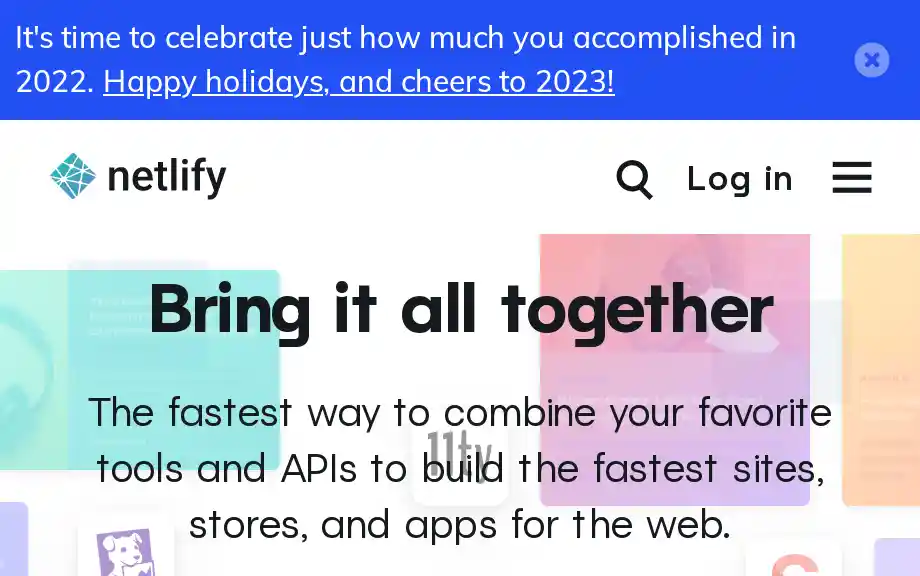 It's time to celebrate just how much you accomplished in
2022. Happy holidays, and cheers to 2023!
netlify
Log in
Bring it all together
The fastest way to combine your favorite
11ty
tools and APIs to build the fastest sites,
stores, and apps for the web.